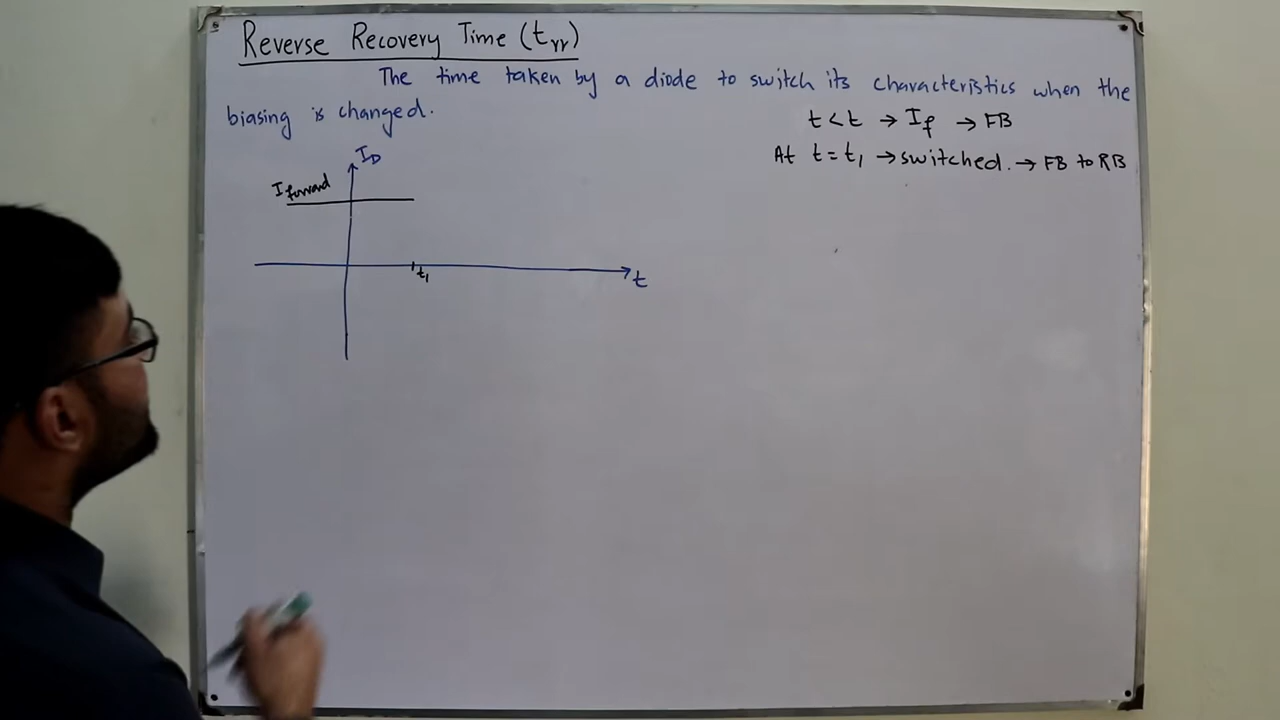 Reverse Recovery Time (trr)
The time taken by a diode to switch its characteristics when the
biasing is changed.
t < t → If → FB
At t = t1 → switched. → FB to RB
ID
Iforward
t1
t